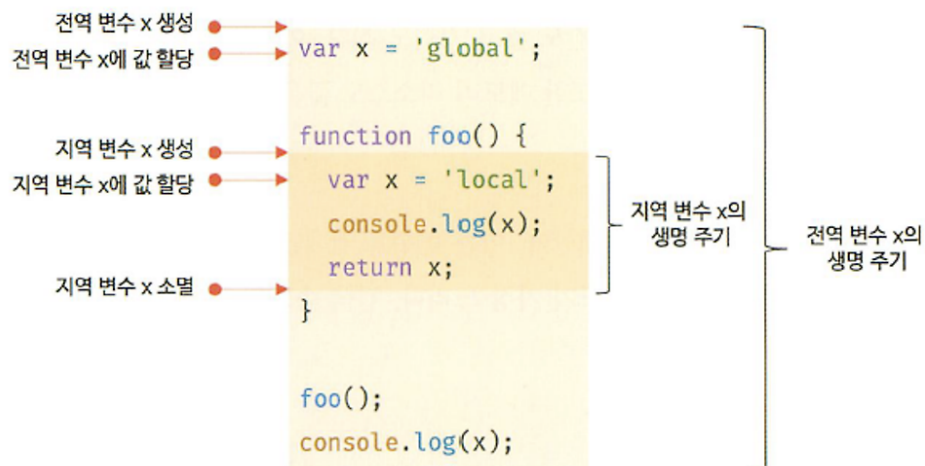 전역 변수 x 생성
전역 변수 x에 값 할당
var x = 'global';
function foo() {
지역 변수 x 생성
지역 변수 x에 값 할당
var x = 'local';
console.log(x);
return x;
지역 변수 x 소멸
}
지역 변수 x의
생명 주기
전역 변수 x의
생명 주기
foo();
console.log(x);